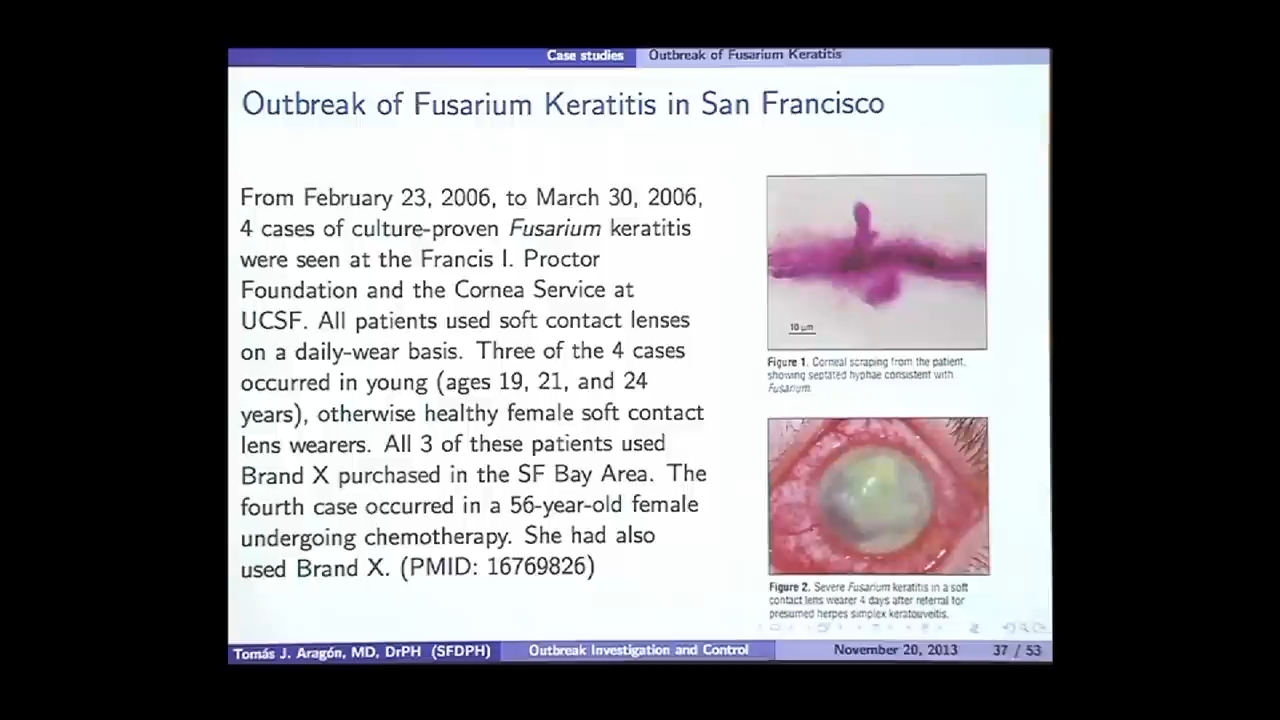 Case studies Outbreak of Fusarium Keratitis
Outbreak of Fusarium Keratitis in San Francisco
From February 23, 2006, to March 30, 2006,
4 cases of culture-proven Fusarium keratitis
were seen at the Francis I. Proctor
Foundation and the Cornea Service at
UCSF. All patients used soft contact lenses
on a daily-wear basis. Three of the 4 cases
occurred in young (ages 19, 21, and 24
years), otherwise healthy female soft contact
lens wearers. All 3 of these patients used
Brand X purchased in the SF Bay Area. The
fourth case occurred in a 56-year-old female
undergoing chemotherapy. She had also
used Brand X. (PMID: 16769826)
10 µm
Figure 1. Corneal scraping from the patient,
showing septated hyphae consistent with
Fusarium.
Figure 2. Severe Fusarium keratitis in a soft
contact lens wearer 4 days after referral for
presumed herpes simplex keratouveitis.
Tomás J. Aragón, MD, DrPH (SFDPH) Outbreak Investigation and Control November 20, 2013 37 / 53